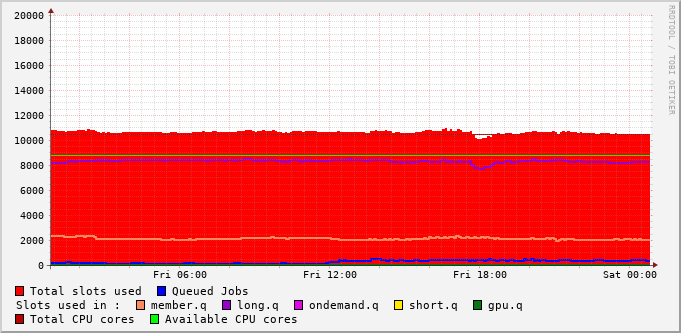 20000
18000
16000
14000
12000
10000
8000
6000
4000
2000
0
Fri 06:00 Fri 12:00 Fri 18:00 Sat 00:00
RRDTOOL / TOBI OETIKER
Total slots used Queued Jobs
Slots used in : member.q long.q ondemand.q short.q gpu.q
Total CPU cores Available CPU cores